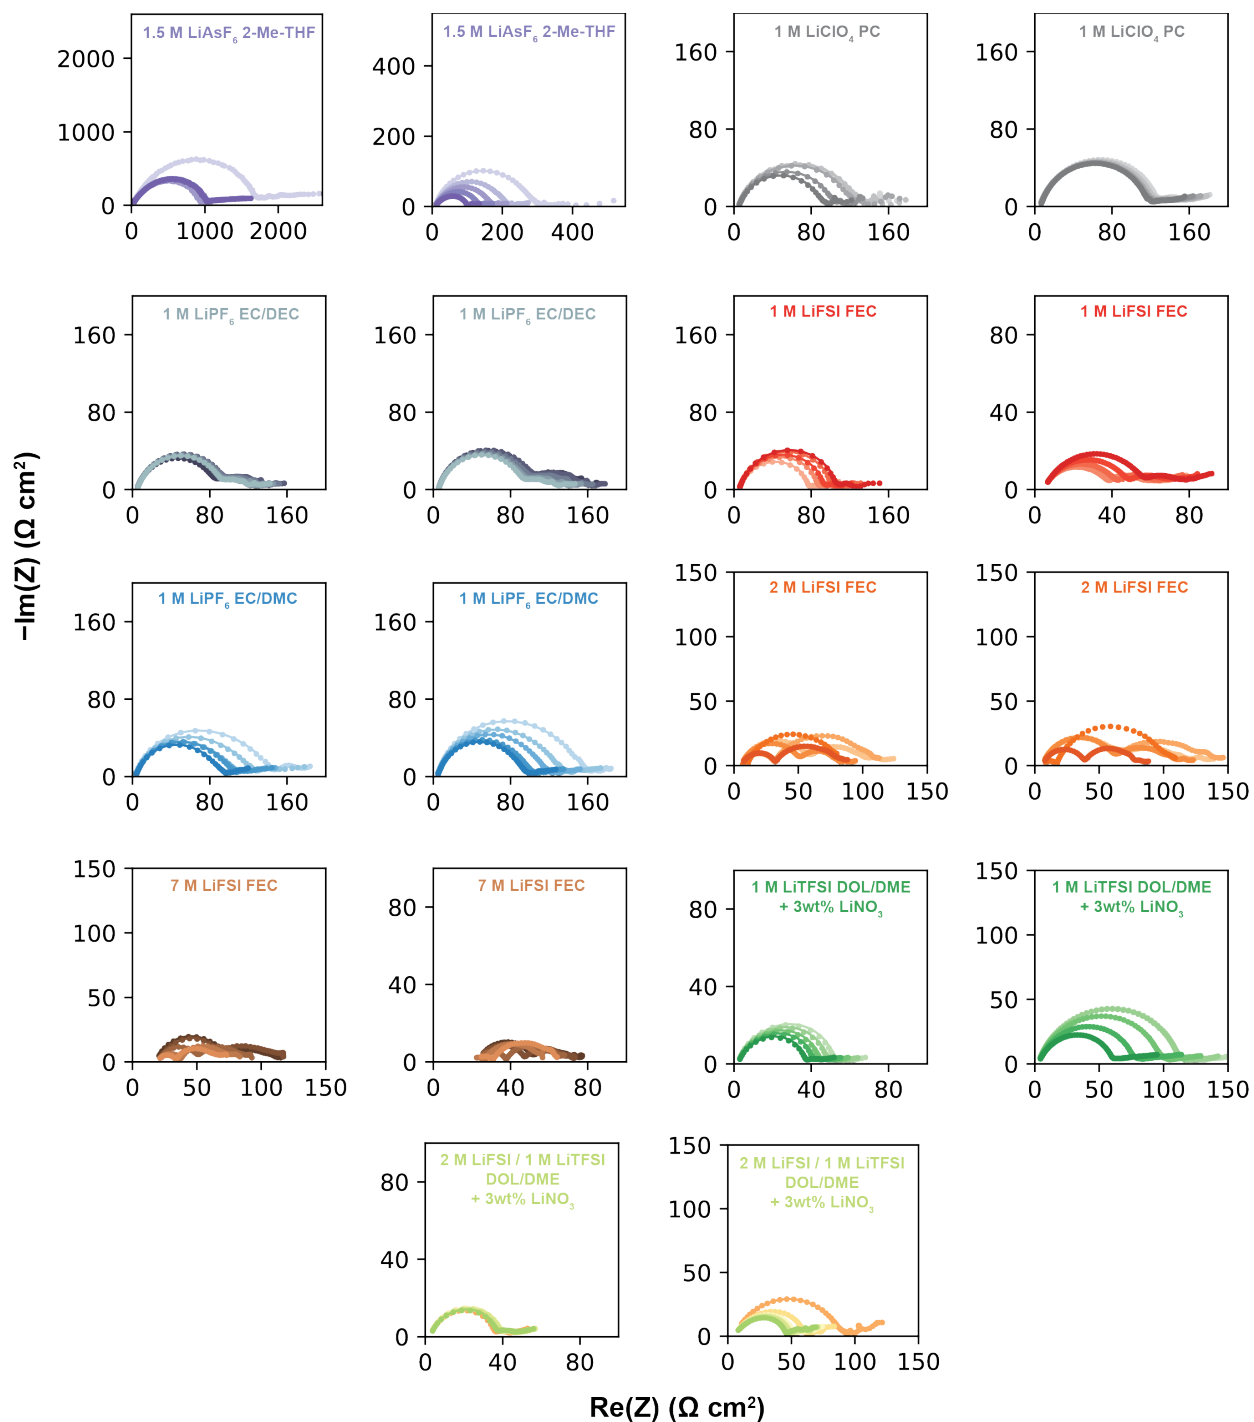 1.5 M LiAsF₆ 2-Me-THF
2000
1000
0
0 1000 2000
1.5 M LiAsF₆ 2-Me-THF
400
200
0
0 200 400
1 M LiClO₄ PC
160
80
0
0 80 160
1 M LiClO₄ PC
160
80
0
0 80 160
1 M LiPF₆ EC/DEC
160
80
0
0 80 160
1 M LiPF₆ EC/DEC
160
80
0
0 80 160
1 M LiFSI FEC
160
80
0
0 80 160
1 M LiFSI FEC
80
40
0
0 40 80
−Im(Z) (Ω cm²)
1 M LiPF₆ EC/DMC
160
80
0
0 80 160
1 M LiPF₆ EC/DMC
160
80
0
0 80 160
2 M LiFSI FEC
150
100
50
0
0 50 100 150
2 M LiFSI FEC
150
100
50
0
0 50 100 150
7 M LiFSI FEC
150
100
50
0
0 50 100 150
7 M LiFSI FEC
80
40
0
0 40 80
1 M LiTFSI DOL/DME
+ 3wt% LiNO₃
80
40
0
0 40 80
1 M LiTFSI DOL/DME
+ 3wt% LiNO₃
150
100
50
0
0 50 100 150
2 M LiFSI / 1 M LiTFSI
DOL/DME
+ 3wt% LiNO₃
80
40
0
0 40 80
2 M LiFSI / 1 M LiTFSI
DOL/DME
+ 3wt% LiNO₃
150
100
50
0
0 50 100 150
Re(Z) (Ω cm²)